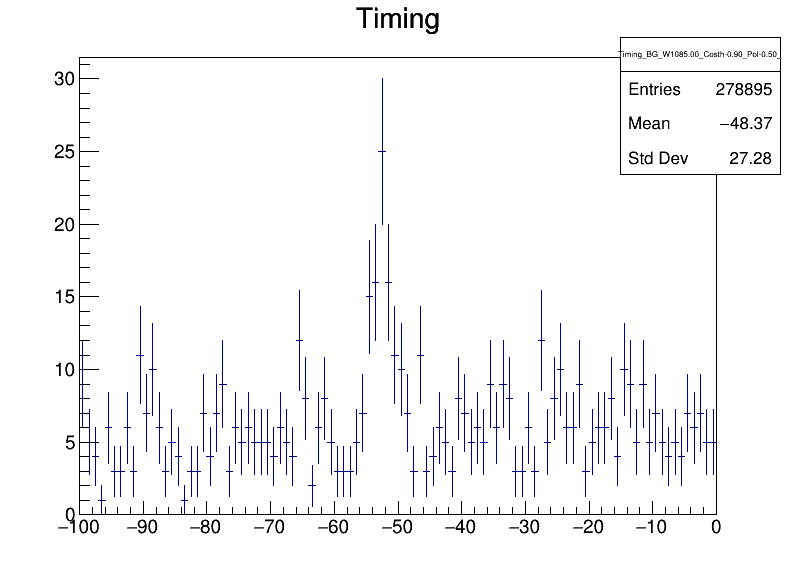 Timing
Timing_BG_W1085.00_Costh-0.90_Pol-0.50_
Entries 278895
Mean −48.37
Std Dev 27.28
30
25
20
15
10
5
0
−100 −90 −80 −70 −60 −50 −40 −30 −20 −10 0